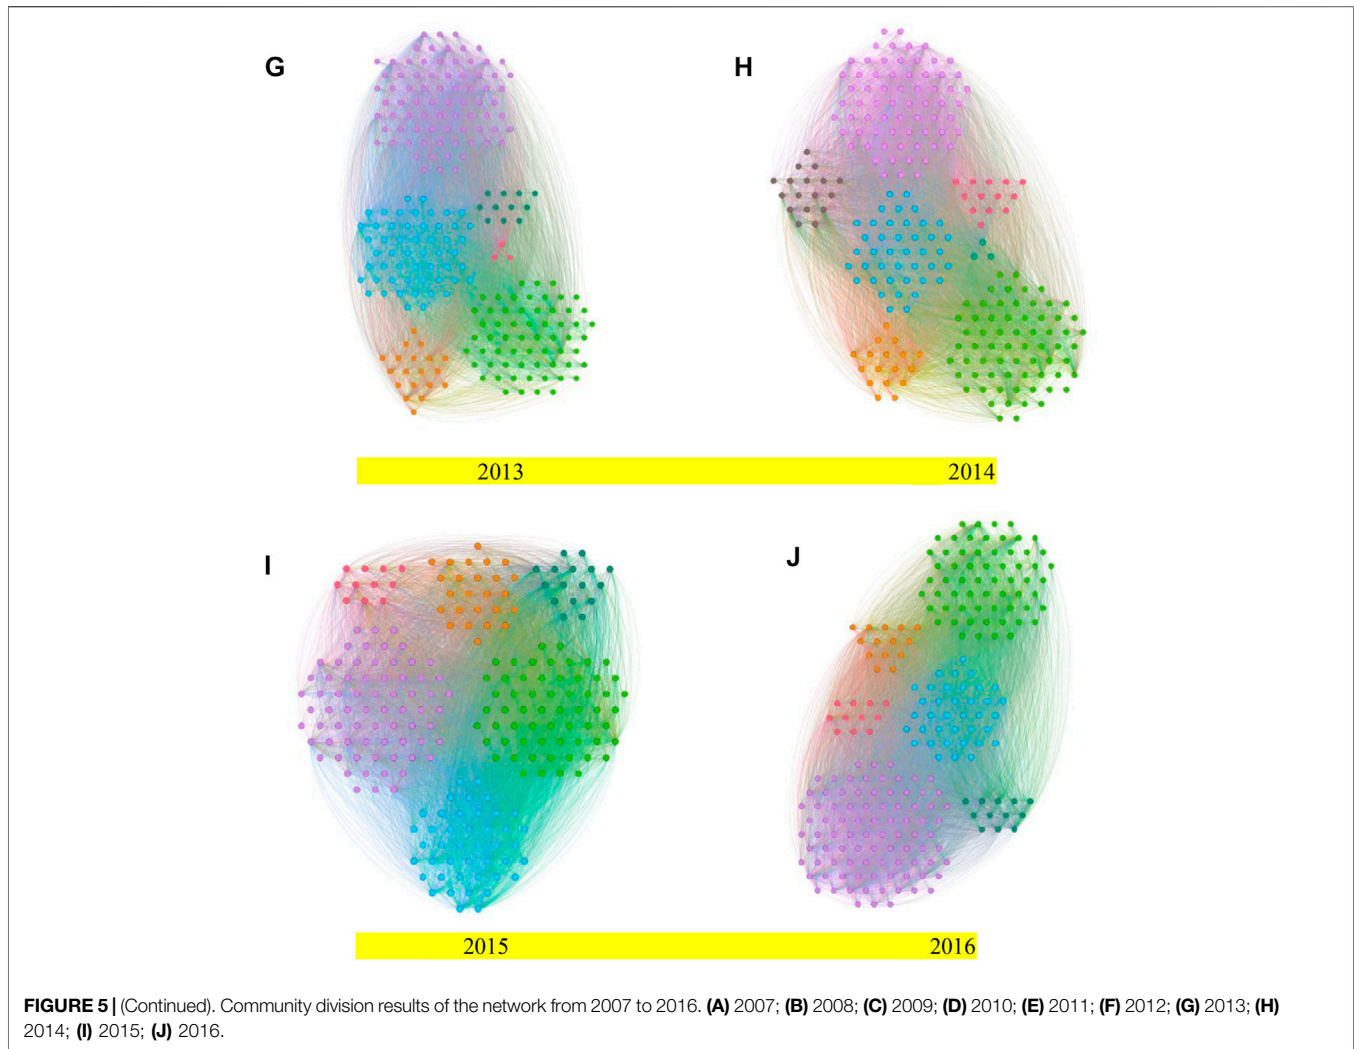 G
H
2013 2014
I
J
2015 2016
FIGURE 5 | (Continued). Community division results of the network from 2007 to 2016. (A) 2007; (B) 2008; (C) 2009; (D) 2010; (E) 2011; (F) 2012; (G) 2013; (H)
2014; (I) 2015; (J) 2016.